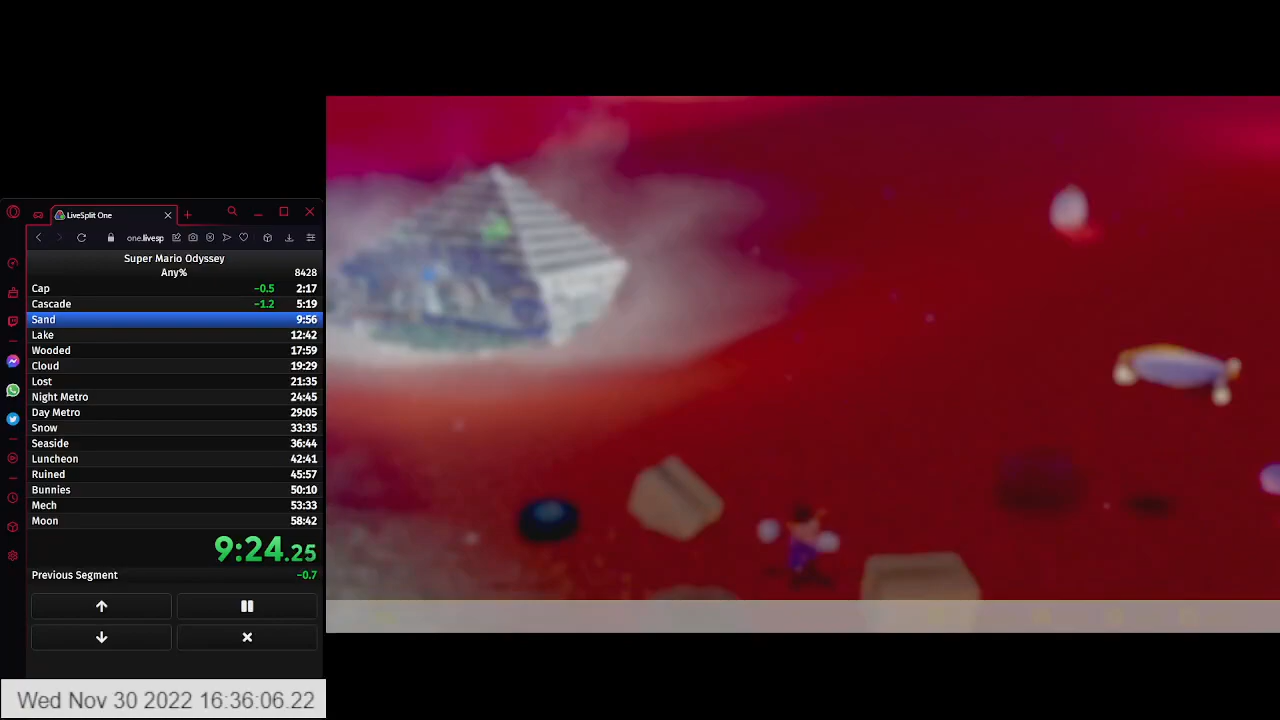 LiveSplit One
one.livesp
Super Mario Odyssey
Any% 8428
Cap −0.5 2:17
Cascade −1.2 5:19
Sand 9:56
Lake 12:42
Wooded 17:59
Cloud 19:29
Lost 21:35
Night Metro 24:45
Day Metro 29:05
Snow 33:35
Seaside 36:44
Luncheon 42:41
Ruined 45:57
Bunnies 50:10
Mech 53:33
Moon 58:42
9:24.25
Previous Segment −0.7
Wed Nov 30 2022 16:36:06.22